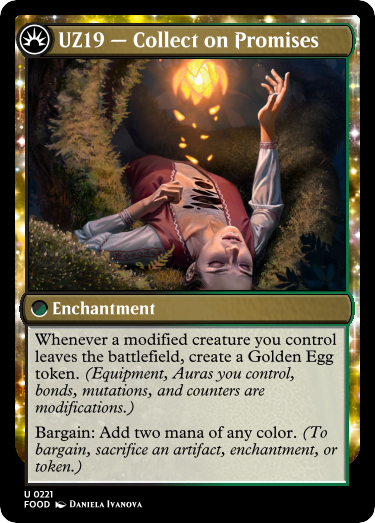 UZ19 — Collect on Promises
Enchantment
Whenever a modified creature you control
leaves the battlefield, create a Golden Egg
token. (Equipment, Auras you control,
bonds, mutations, and counters are
modifications.)
Bargain: Add two mana of any color. (To
bargain, sacrifice an artifact, enchantment, or
token.)
U 0221
FOOD Daniela Ivanova